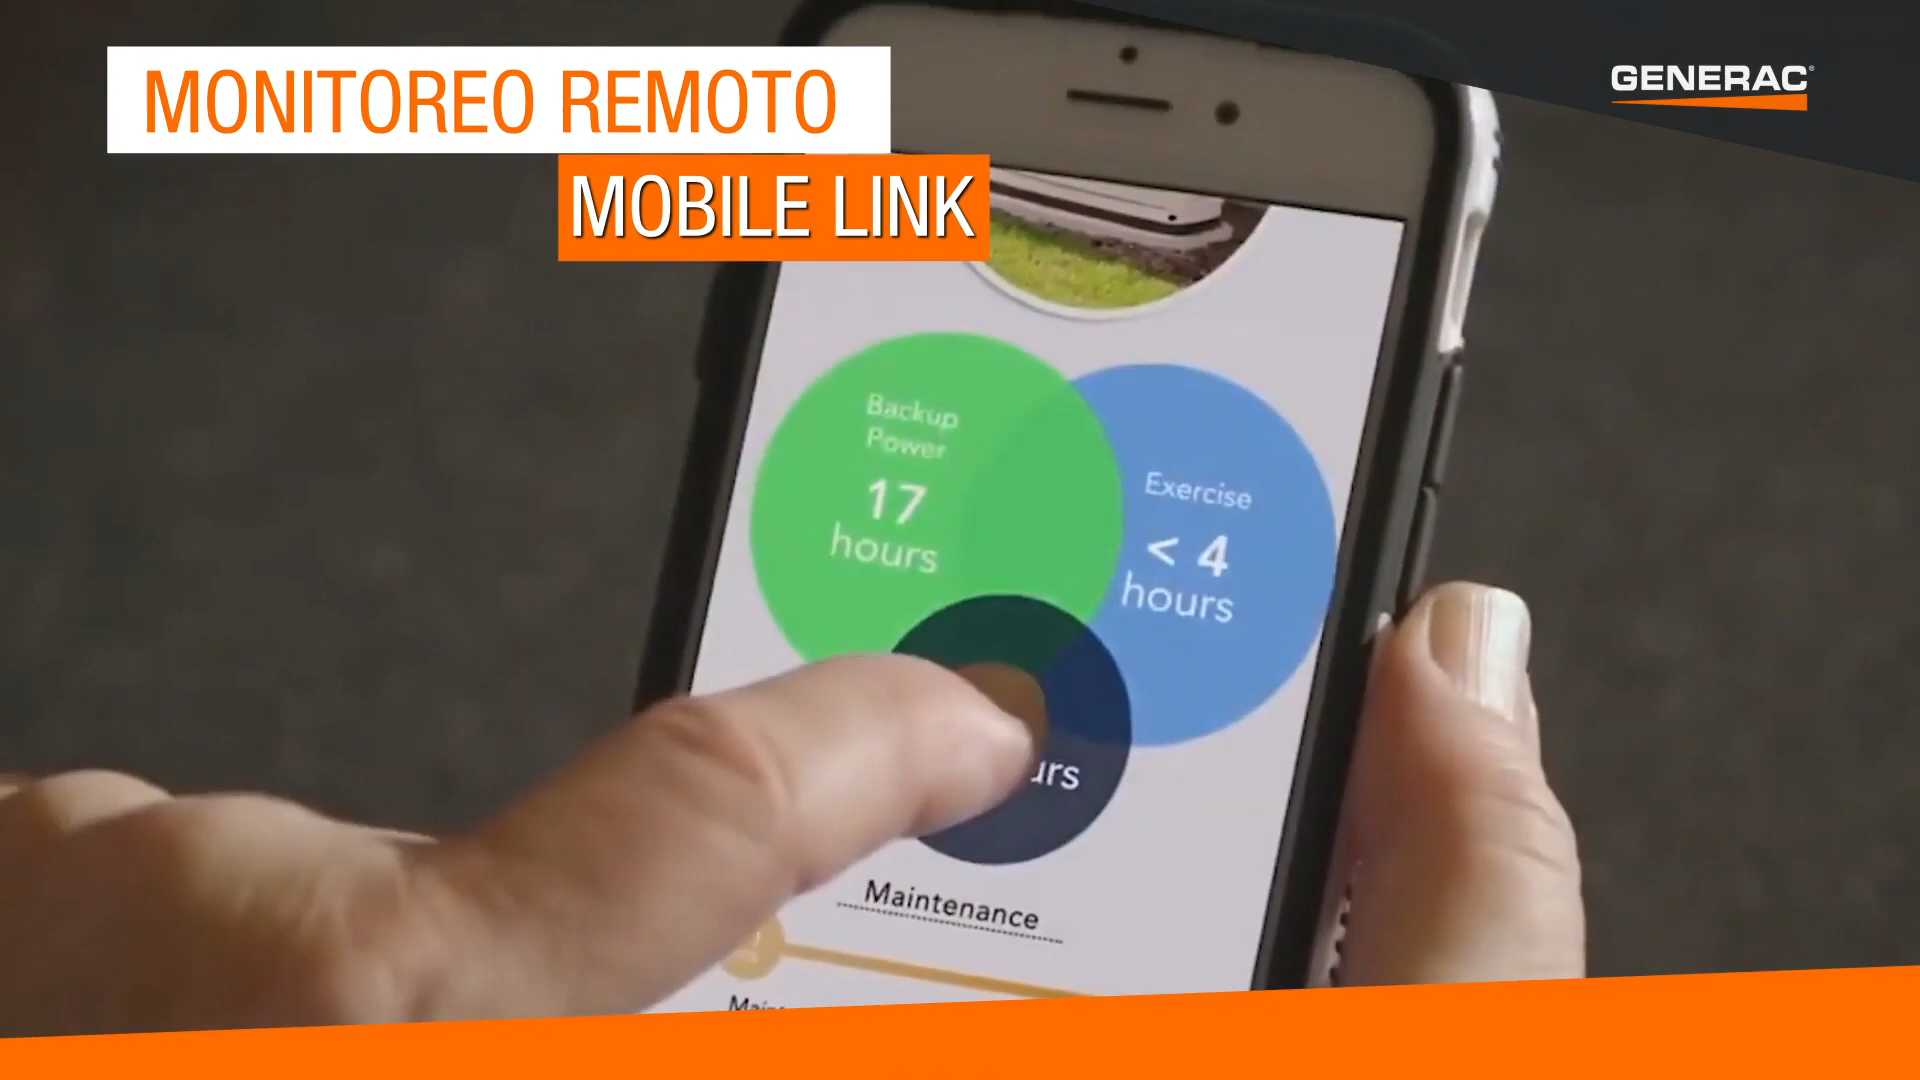 MONITOREO REMOTO
GENERAC®
MOBILE LINK
Backup
Power
17
hours
Exercise
< 4
hours
Maintenance